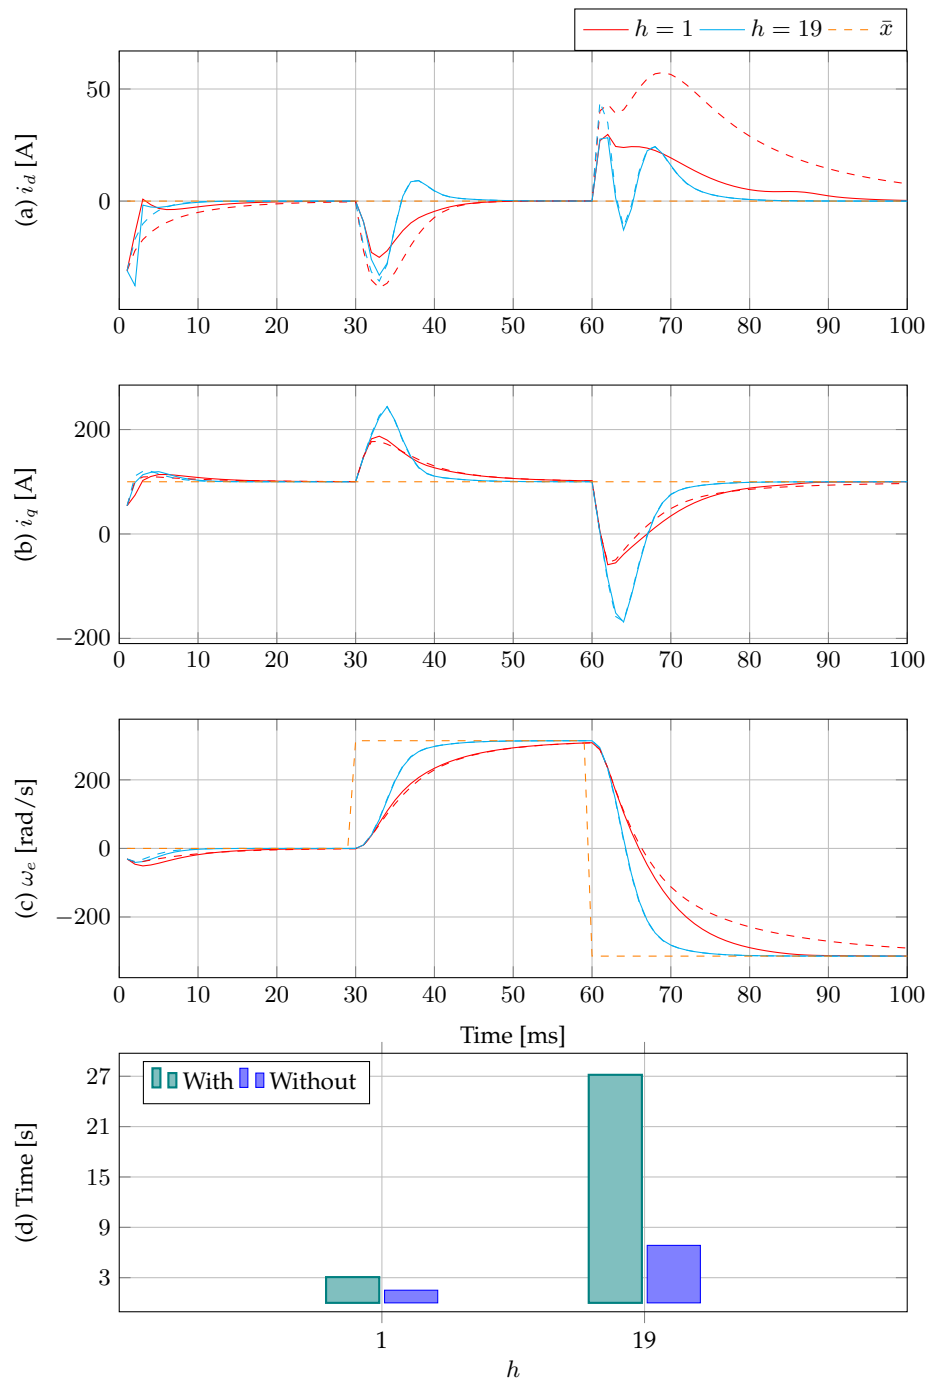 h = 1 h = 19 x̄
50
0
(a) i_d [A]
0 10 20 30 40 50 60 70 80 90 100
200
0
−200
(b) i_q [A]
0 10 20 30 40 50 60 70 80 90 100
200
0
−200
(c) ω_e [rad/s]
0 10 20 30 40 50 60 70 80 90 100
Time [ms]
With Without
27
21
15
9
3
(d) Time [s]
1 19
h